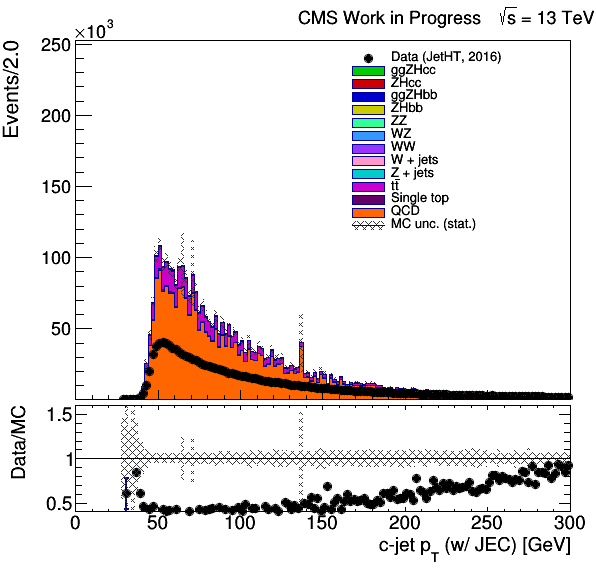 CMS Work in Progress √s = 13 TeV
×10³
Events/2.0
250
200
150
100
50
Data (JetHT, 2016)
ggZHcc
ZHcc
ggZHbb
ZHbb
ZZ
WZ
WW
W + jets
Z + jets
tt̄
Single top
QCD
MC unc. (stat.)
Data/MC
1.5
1
0.5
0 50 100 150 200 250 300
c-jet p_T (w/ JEC) [GeV]